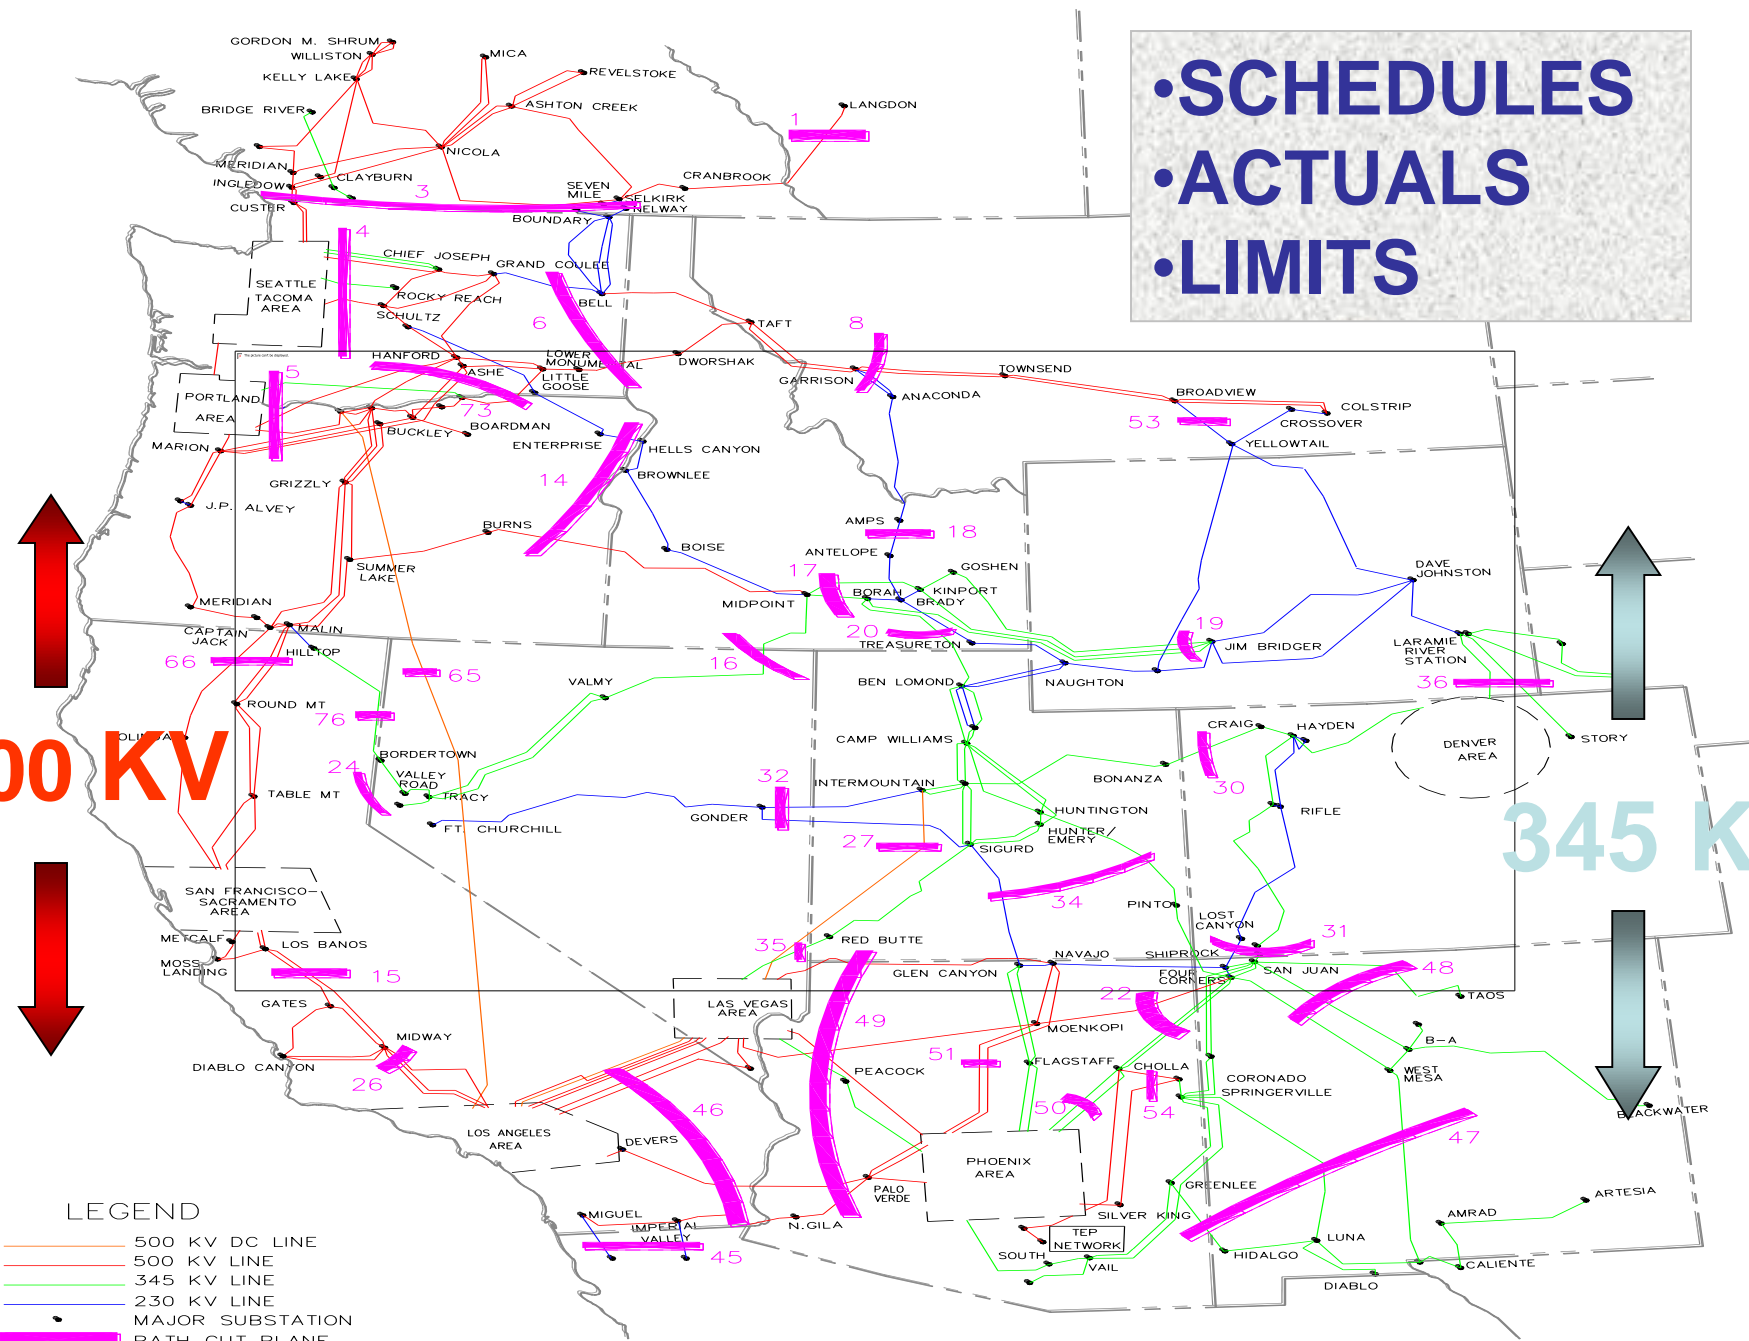 •SCHEDULES
•ACTUALS
•LIMITS
GORDON M. SHRUM
WILLISTON
KELLY LAKE
BRIDGE RIVER
MICA
REVELSTOKE
ASHTON CREEK
LANGDON
1
NICOLA
MERIDIAN
INGLEDOW
CLAYBURN
CUSTER
3
SEVEN
MILE
SELKIRK
NELWAY
CRANBROOK
BOUNDARY
4
CHIEF JOSEPH
GRAND COULEE
SEATTLE
TACOMA
AREA
ROCKY REACH
SCHULTZ
BELL
6
TAFT
8
HANFORD
ASHE
LOWER
MONUMENTAL
LITTLE
GOOSE
DWORSHAK
GARRISON
TOWNSEND
ANACONDA
BROADVIEW
COLSTRIP
CROSSOVER
53
YELLOWTAIL
5
PORTLAND
AREA
73
MARION
BUCKLEY
BOARDMAN
ENTERPRISE
HELLS CANYON
BROWNLEE
14
GRIZZLY
J.P. ALVEY
BURNS
BOISE
AMPS
18
ANTELOPE
GOSHEN
SUMMER
LAKE
17
MIDPOINT
BORAH
KINPORT
BRADY
DAVE
JOHNSTON
MERIDIAN
CAPTAIN
JACK
MALIN
HILLTOP
20
TREASURETON
19
JIM BRIDGER
LARAMIE
RIVER
STATION
66
65
16
VALMY
BEN LOMOND
NAUGHTON
36
ROUND MT
76
OLINDA
00 KV
CRAIG
HAYDEN
CAMP WILLIAMS
DENVER
AREA
STORY
BORDERTOWN
VALLEY
ROAD
TRACY
24
TABLE MT
FT. CHURCHILL
INTERMOUNTAIN
BONANZA
30
32
GONDER
HUNTINGTON
HUNTER/
EMERY
RIFLE
27
SIGURD
345 K
SAN FRANCISCO-
SACRAMENTO
AREA
34
PINTO
LOST
CANYON
METCALF
LOS BANOS
MOSS
LANDING
15
35
RED BUTTE
31
GLEN CANYON
NAVAJO
SHIPROCK
FOUR
CORNERS
SAN JUAN
48
TAOS
GATES
LAS VEGAS
AREA
49
22
MOENKOPI
MIDWAY
DIABLO CANYON
26
B-A
51
FLAGSTAFF
CHOLLA
WEST
MESA
PEACOCK
CORONADO
SPRINGERVILLE
50
54
BLACKWATER
46
LOS ANGELES
AREA
DEVERS
47
PHOENIX
AREA
PALO
VERDE
GREENLEE
ARTESIA
SILVER KING
AMRAD
MIGUEL
IMPERIAL
VALLEY
N.GILA
45
TEP
NETWORK
SOUTH
VAIL
HIDALGO
LUNA
CALIENTE
DIABLO
LEGEND
500 KV DC LINE
500 KV LINE
345 KV LINE
230 KV LINE
MAJOR SUBSTATION
PATH CUT PLANE